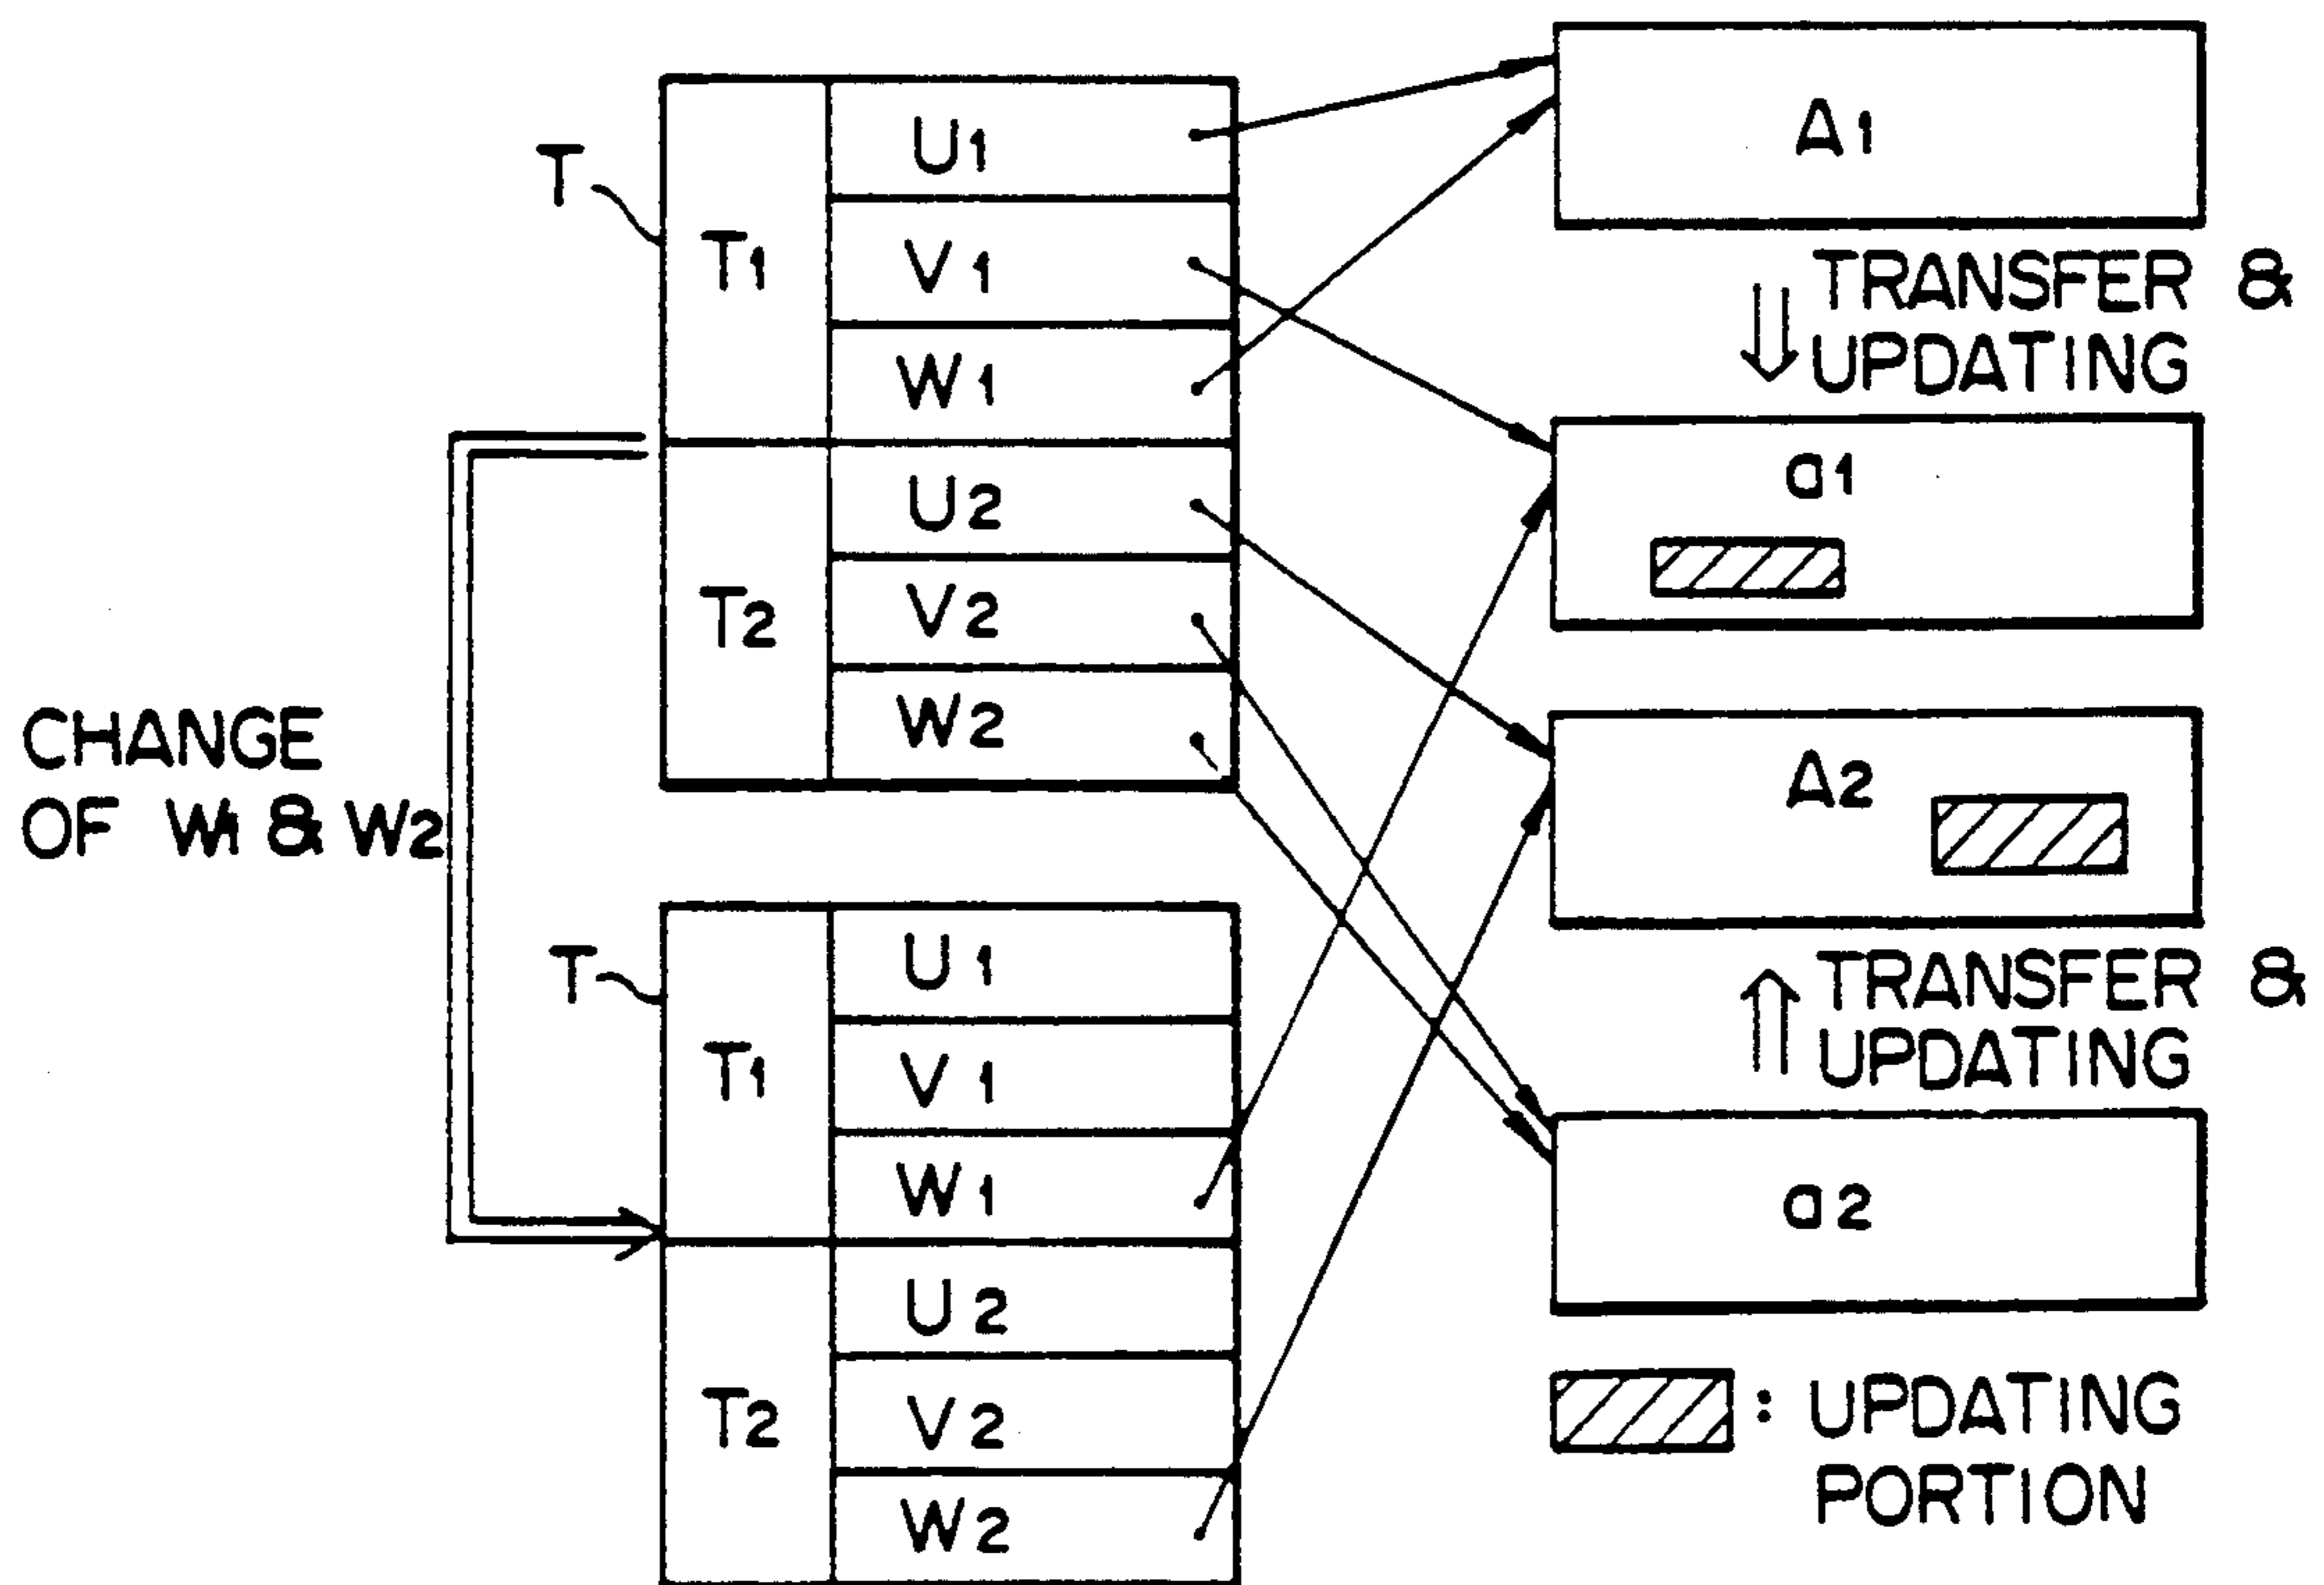 T
T1
U1
V1
W1
T2
U2
V2
W2
CHANGE
OF W1 & W2
T
T1
U1
V1
W1
T2
U2
V2
W2
A1
TRANSFER &
UPDATING
a1
A2
TRANSFER &
UPDATING
a2
: UPDATING
PORTION